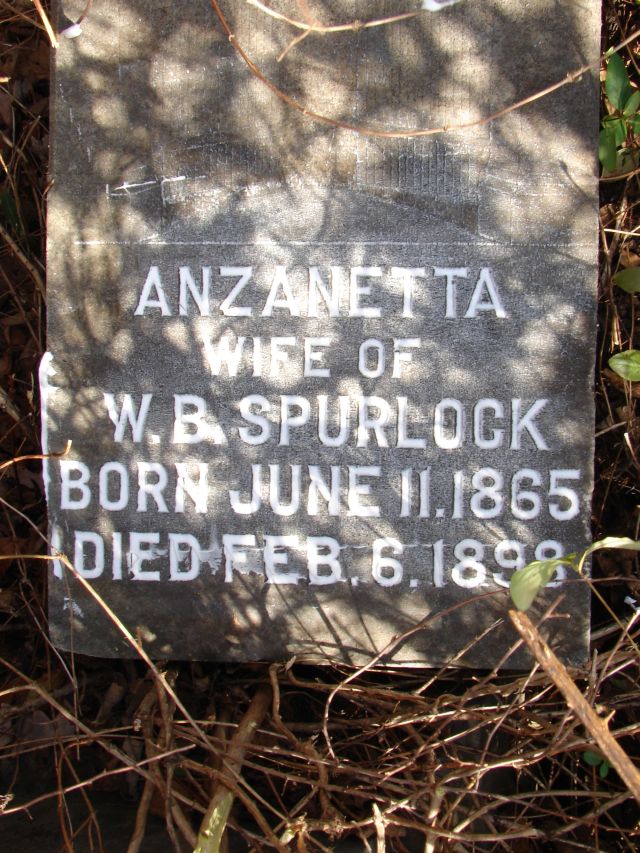 ANZANETTA
WIFE OF
W. B. SPURLOCK
BORN JUNE 11. 1865
DIED FEB. 6. 1898